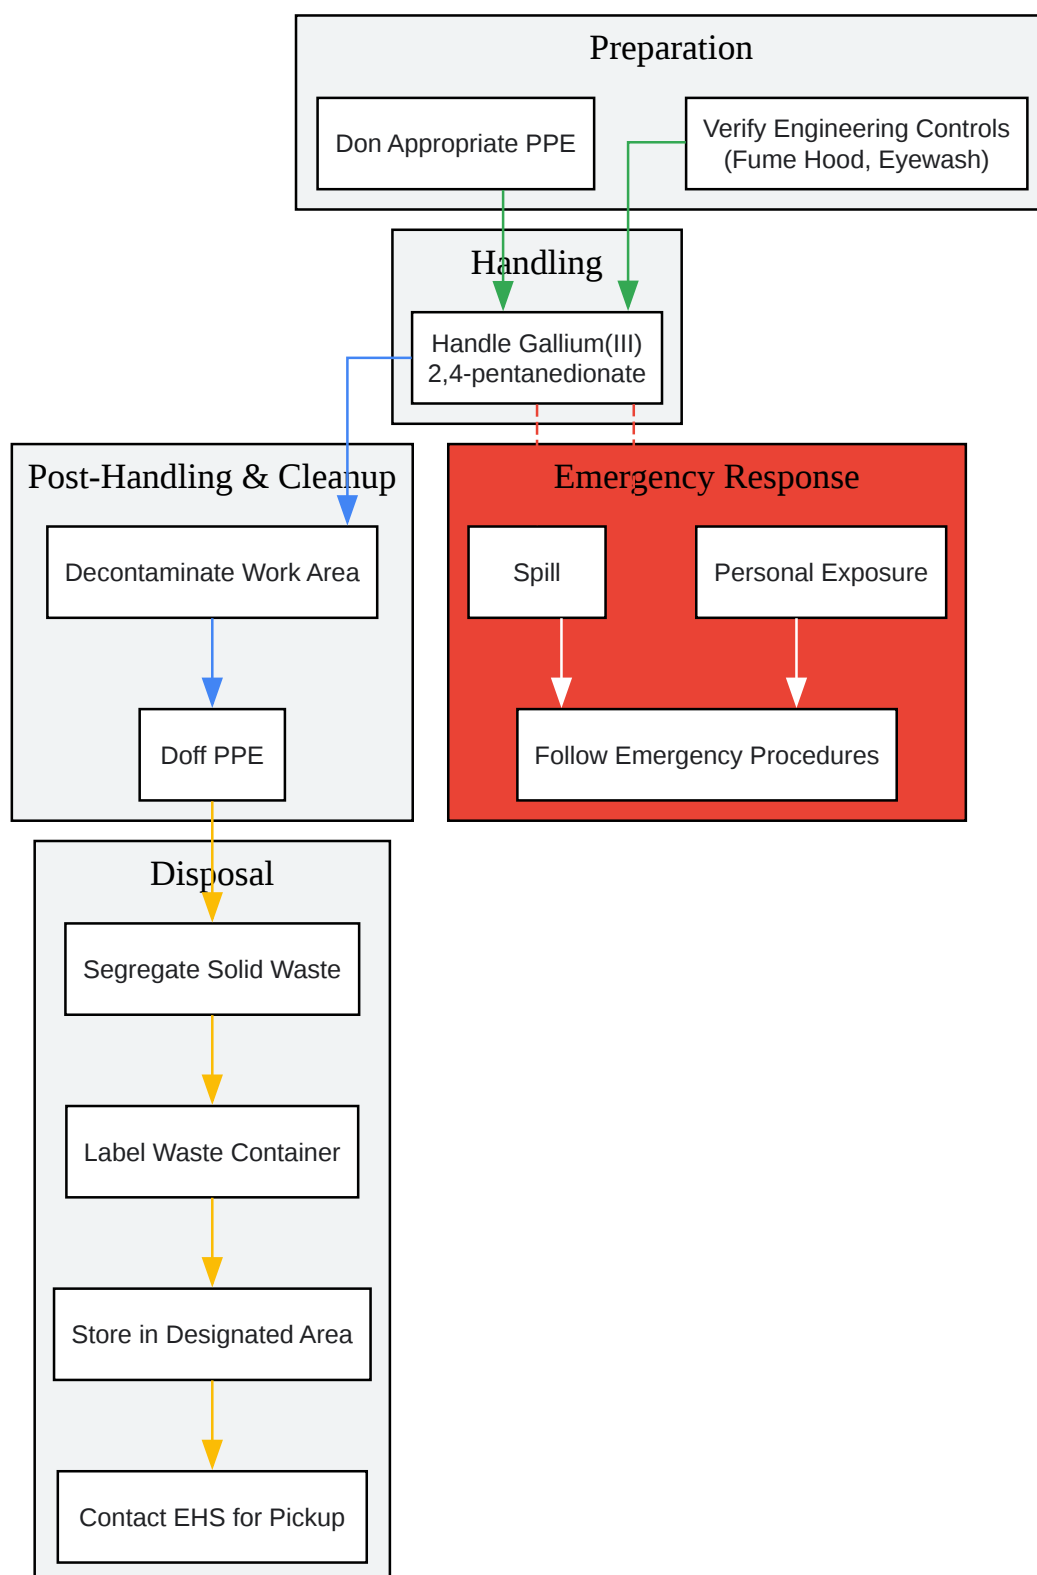 Preparation
Don Appropriate PPE
Verify Engineering Controls
(Fume Hood, Eyewash)
Handling
Handle Gallium(III)
2,4-pentanedionate
Post-Handling & Cleanup
Decontaminate Work Area
Doff PPE
Emergency Response
Spill
Personal Exposure
Follow Emergency Procedures
Disposal
Segregate Solid Waste
Label Waste Container
Store in Designated Area
Contact EHS for Pickup